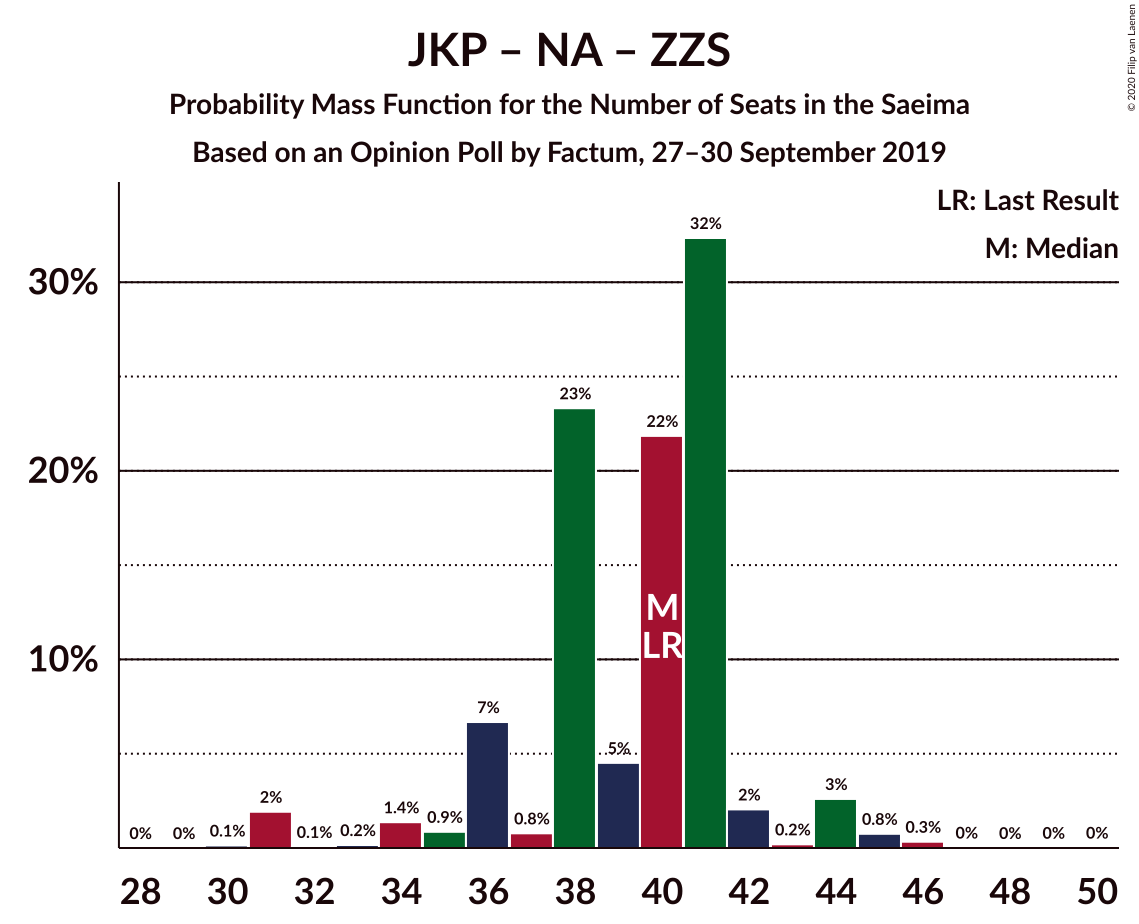 JKP – NA – ZZS
Probability Mass Function for the Number of Seats in the Saeima
Based on an Opinion Poll by Factum, 27–30 September 2019
© 2020 Filip van Laenen
LR: Last Result
M: Median
30%
20%
10%
0%
0%
0.1%
2%
0.1%
0.2%
1.4%
0.9%
7%
0.8%
23%
5%
22%
32%
2%
0.2%
3%
0.8%
0.3%
0%
0%
0%
0%
M
LR
28 30 32 34 36 38 40 42 44 46 48 50